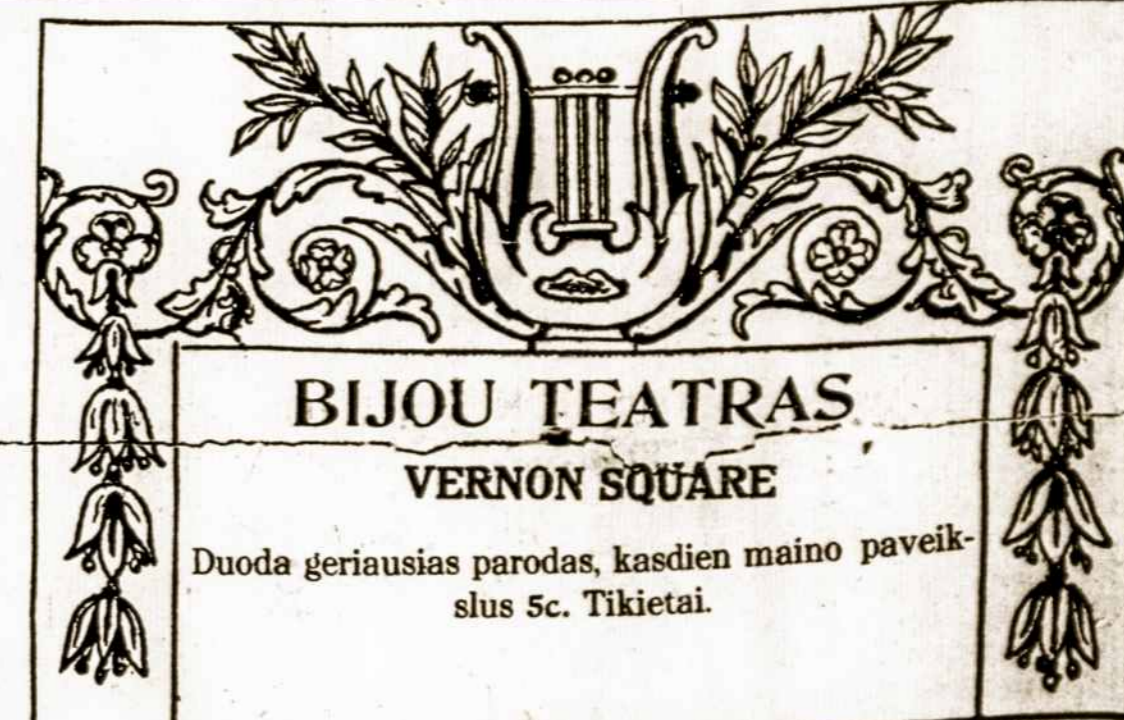 BIJOU TEATRAS
VERNON SQUARE
Duoda geriausias parodas, kasdien maino paveik-
slus 5c. Tikietai.